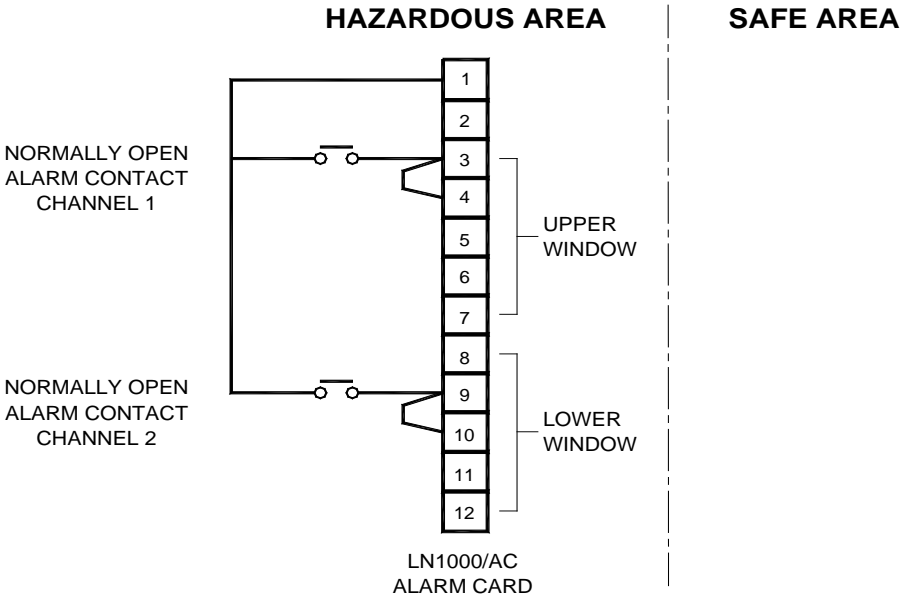 HAZARDOUS AREA
SAFE AREA
1
2
NORMALLY OPEN
ALARM CONTACT
CHANNEL 1
3
4
5
6
7
UPPER
WINDOW
8
NORMALLY OPEN
ALARM CONTACT
CHANNEL 2
9
10
11
12
LOWER
WINDOW
LN1000/AC
ALARM CARD